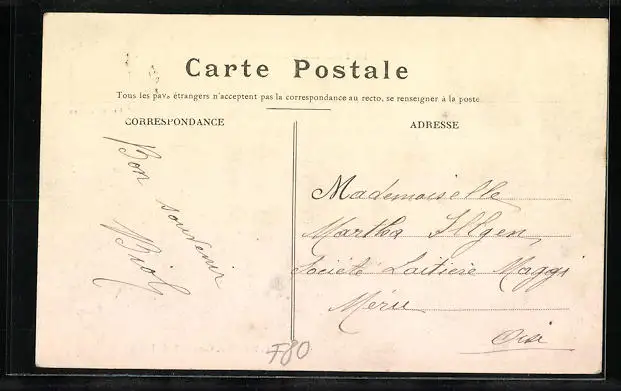 Carte Postale
Tous les pays étrangers n'acceptent pas la correspondance au recto, se renseigner à la poste
CORRESPONDANCE
ADRESSE
Bon souvenir
Mademoiselle
Martha Illgen,
Société Laitière Maggi
Méru
Oise
F80